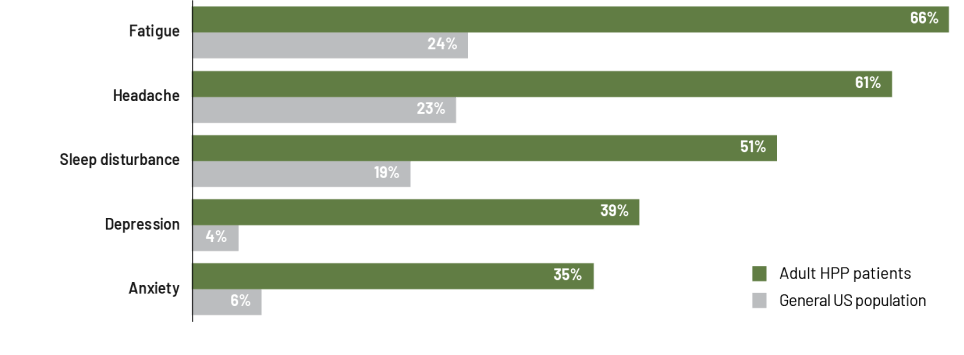 Fatigue
66%
24%
Headache
61%
23%
Sleep disturbance
51%
19%
Depression
39%
4%
Anxiety
35%
6%
Adult HPP patients
General US population